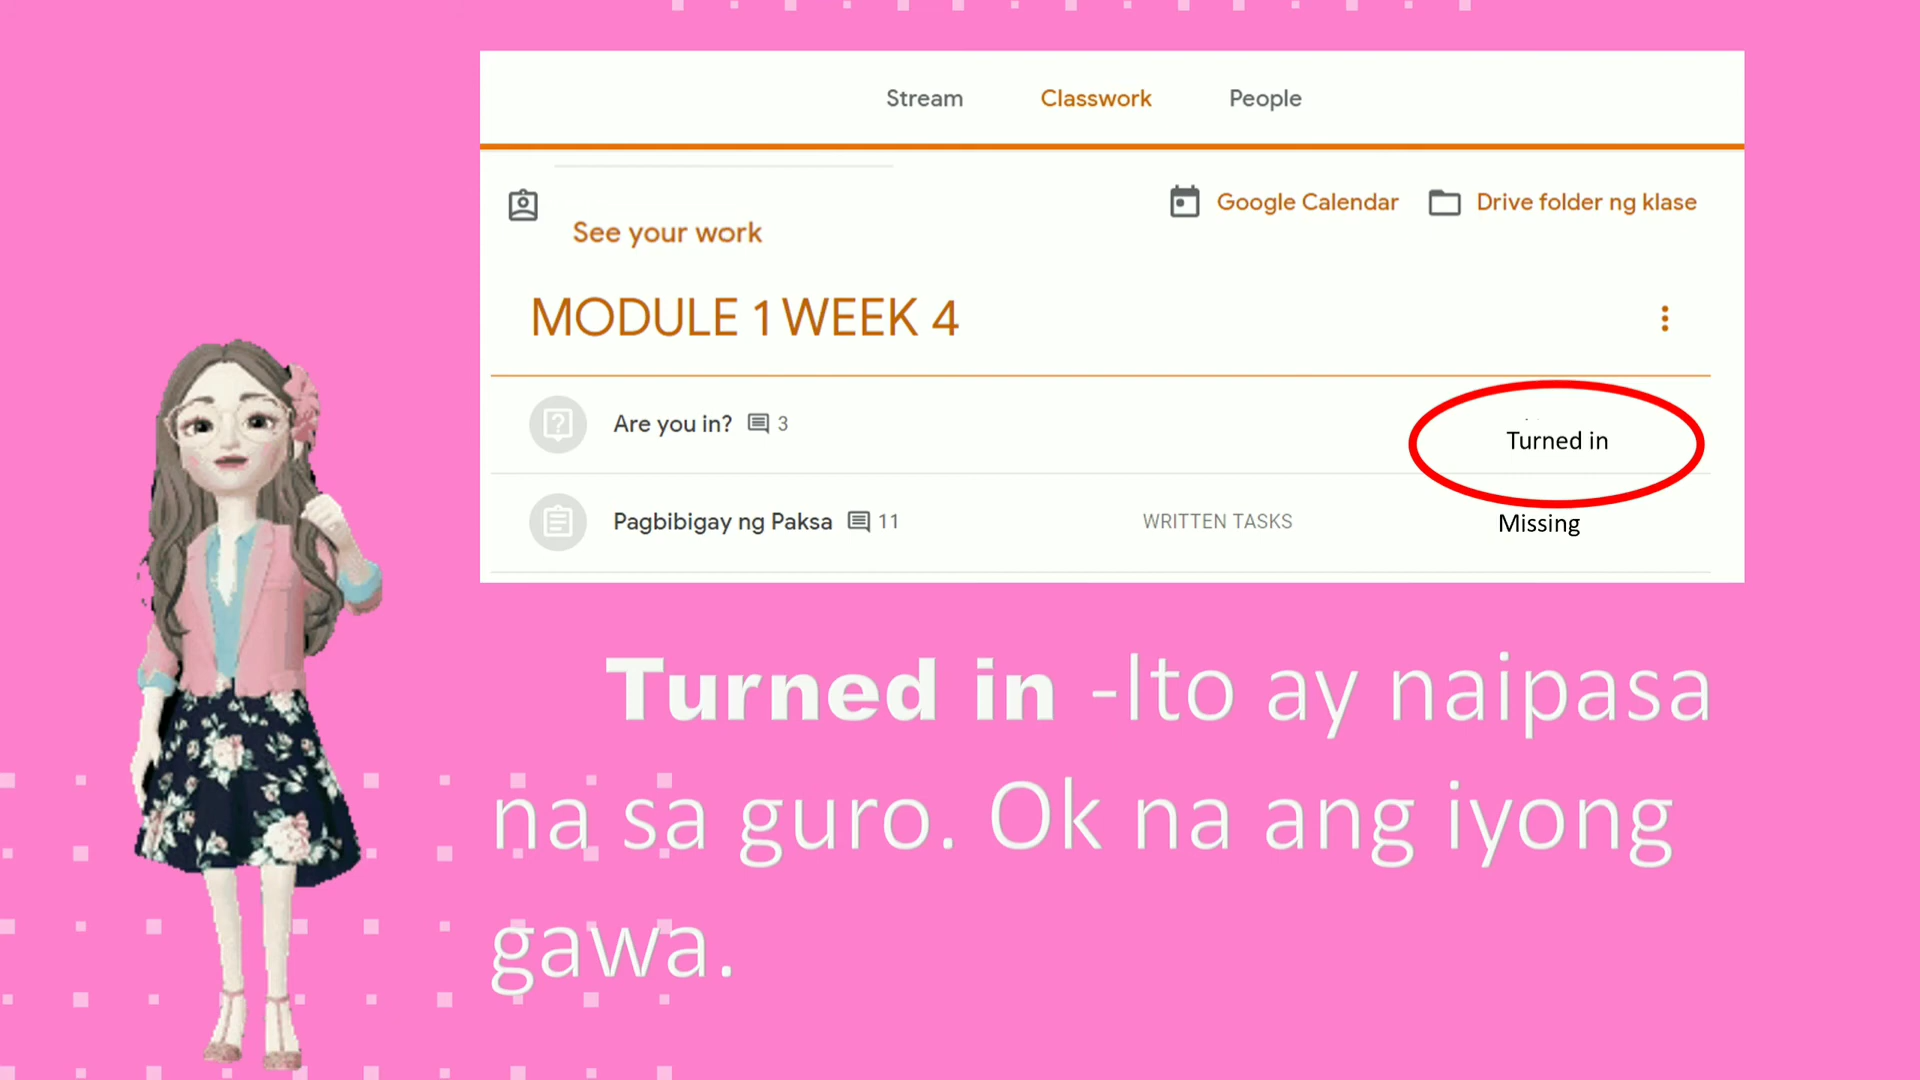 Stream Classwork People
Google Calendar Drive folder ng klase
See your work
MODULE 1 WEEK 4
Are you in? 3 Turned in
Pagbibigay ng Paksa 11 WRITTEN TASKS Missing
Turned in -Ito ay naipasa
na sa guro. Ok na ang iyong
gawa.